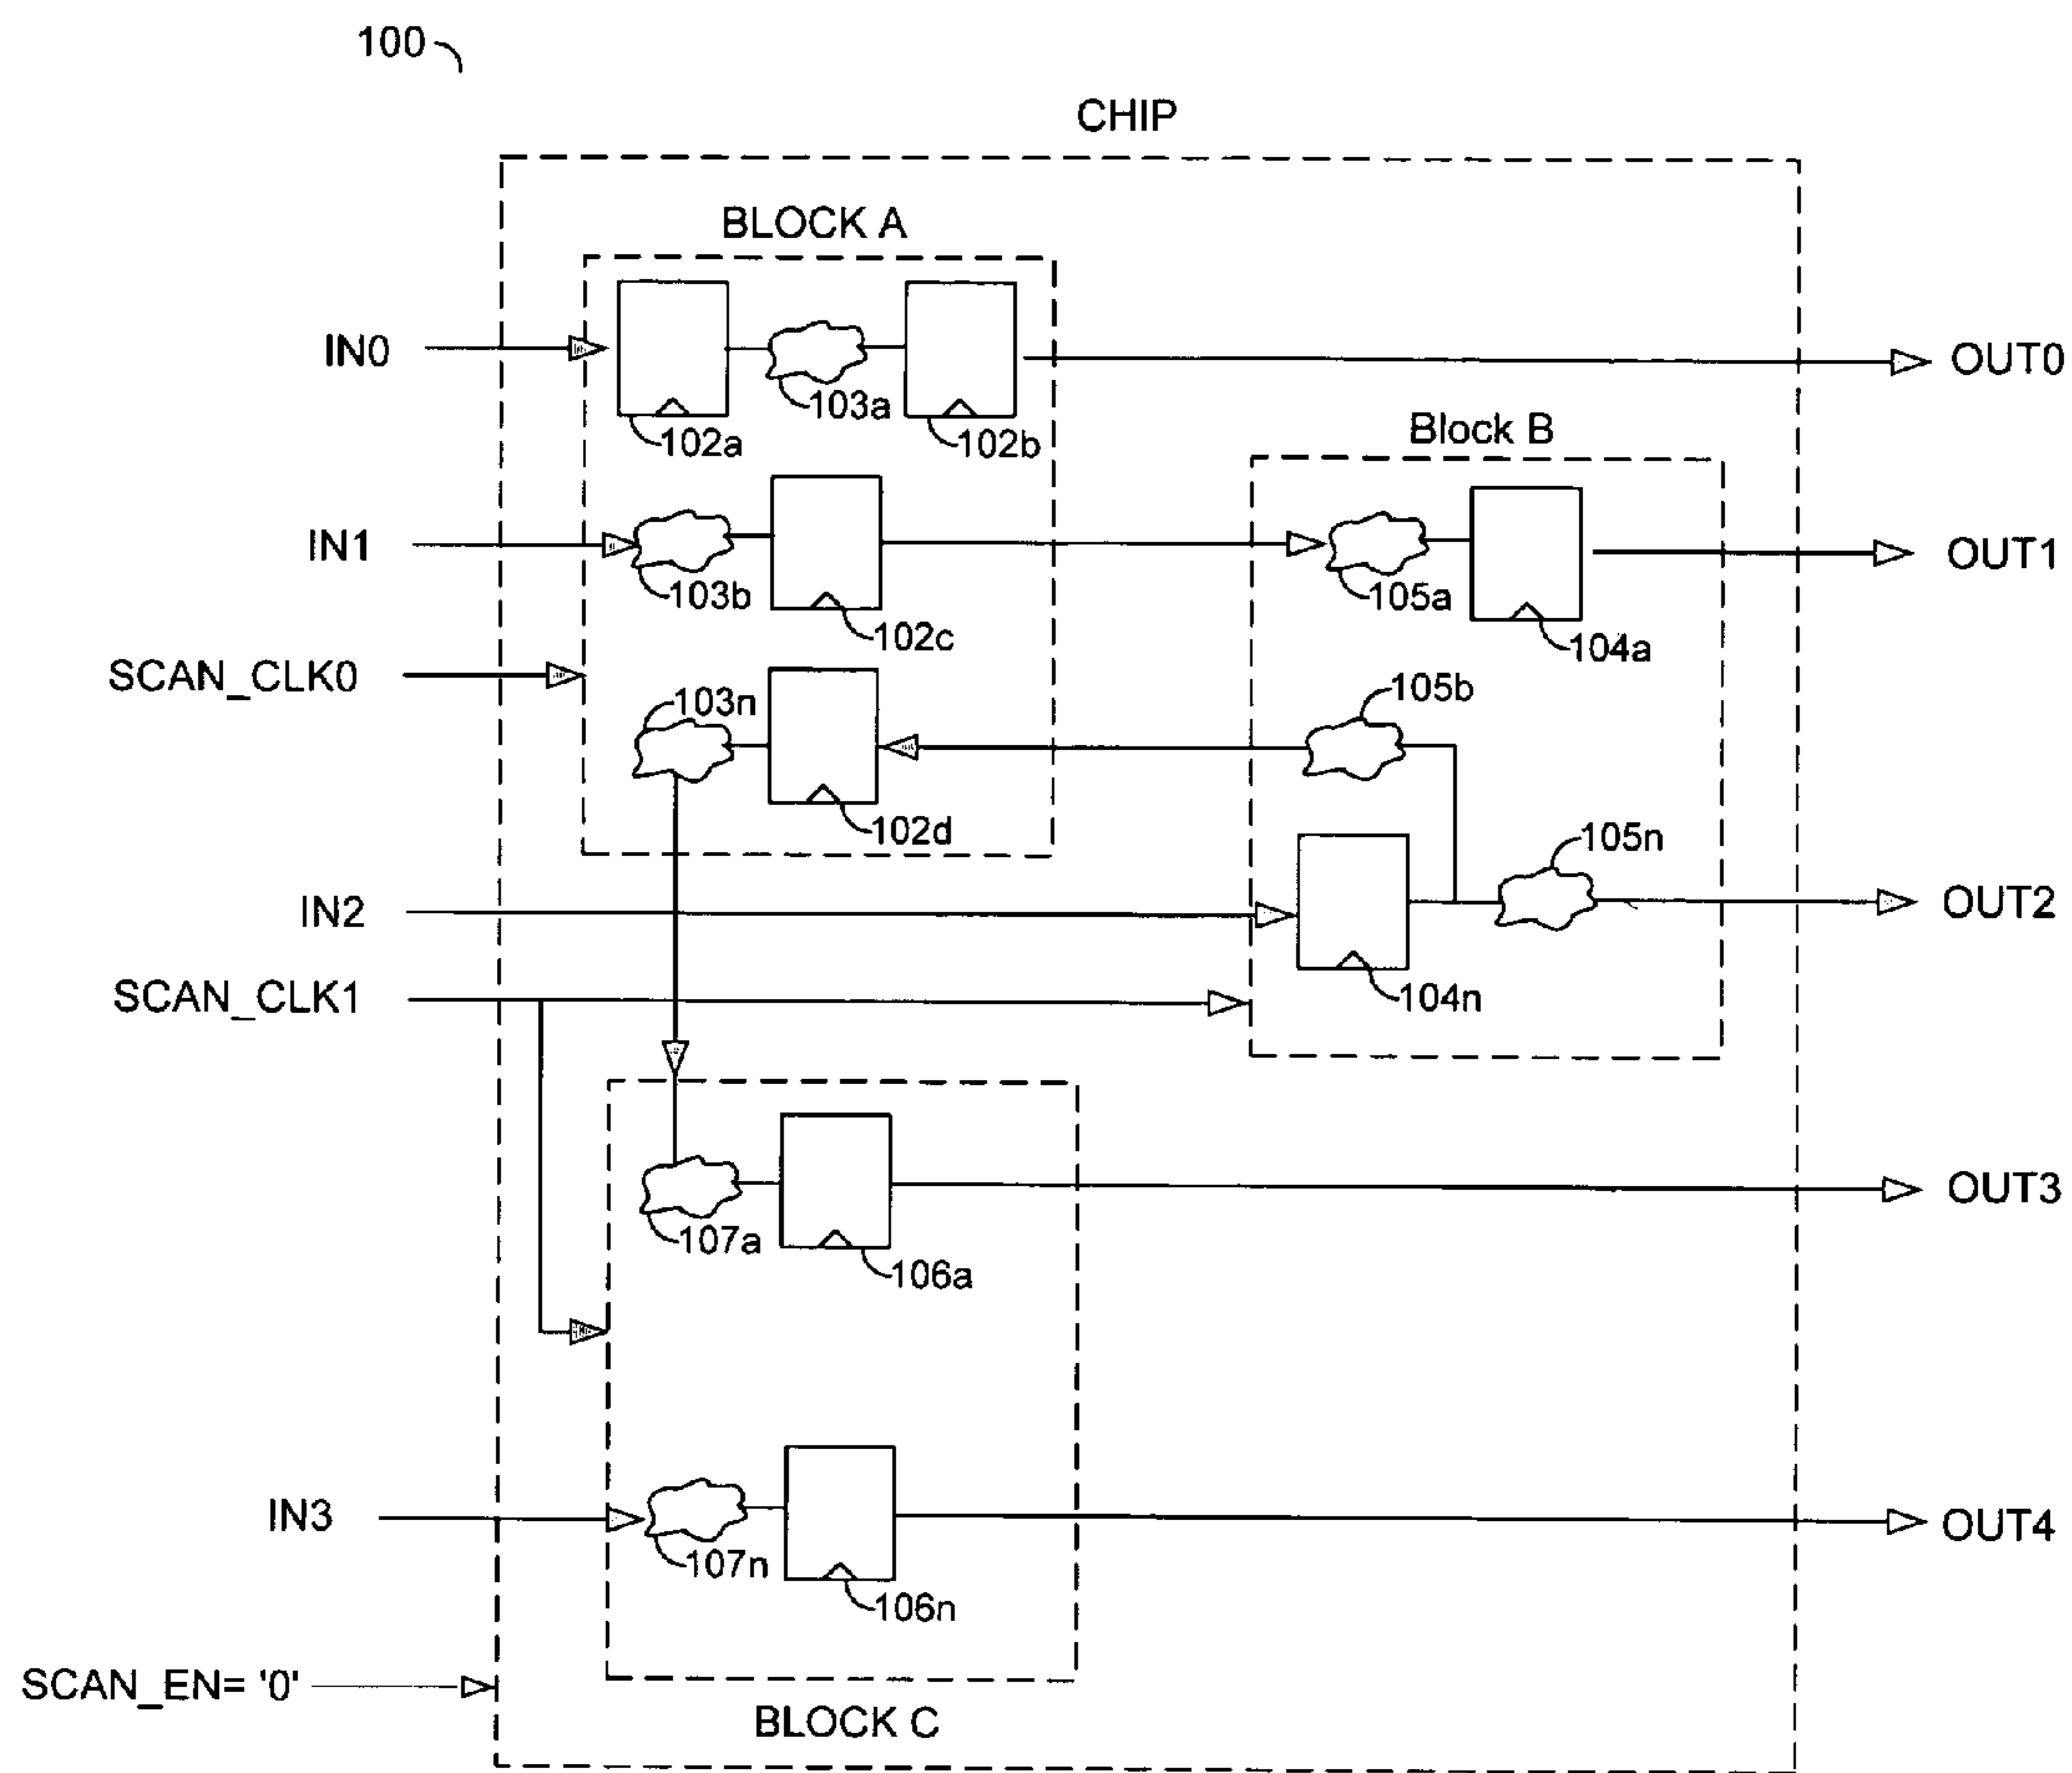 100
CHIP
BLOCK A
IN0
103a
OUT0
102a
102b
Block B
IN1
OUT1
103b
105a
102c
104a
SCAN_CLK0
103n
105b
102d
105n
IN2
OUT2
SCAN_CLK1
104n
OUT3
107a
106a
IN3
OUT4
107n
106n
SCAN_EN= '0'
BLOCK C